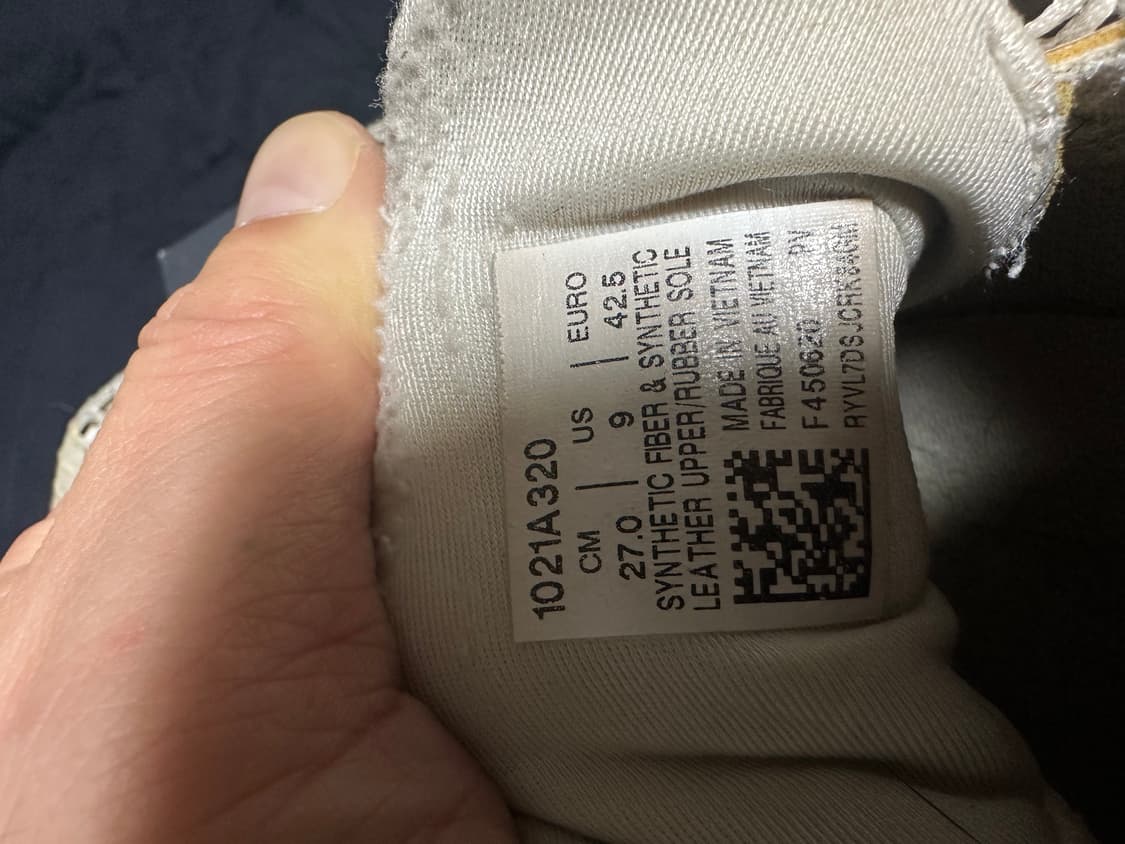 1021A320
CM | US | EURO
27.0 | 9 | 42.5
SYNTHETIC FIBER & SYNTHETIC
LEATHER UPPER/RUBBER SOLE
MADE IN VIETNAM
FABRIQUE AU VIETNAM
F450620 PV